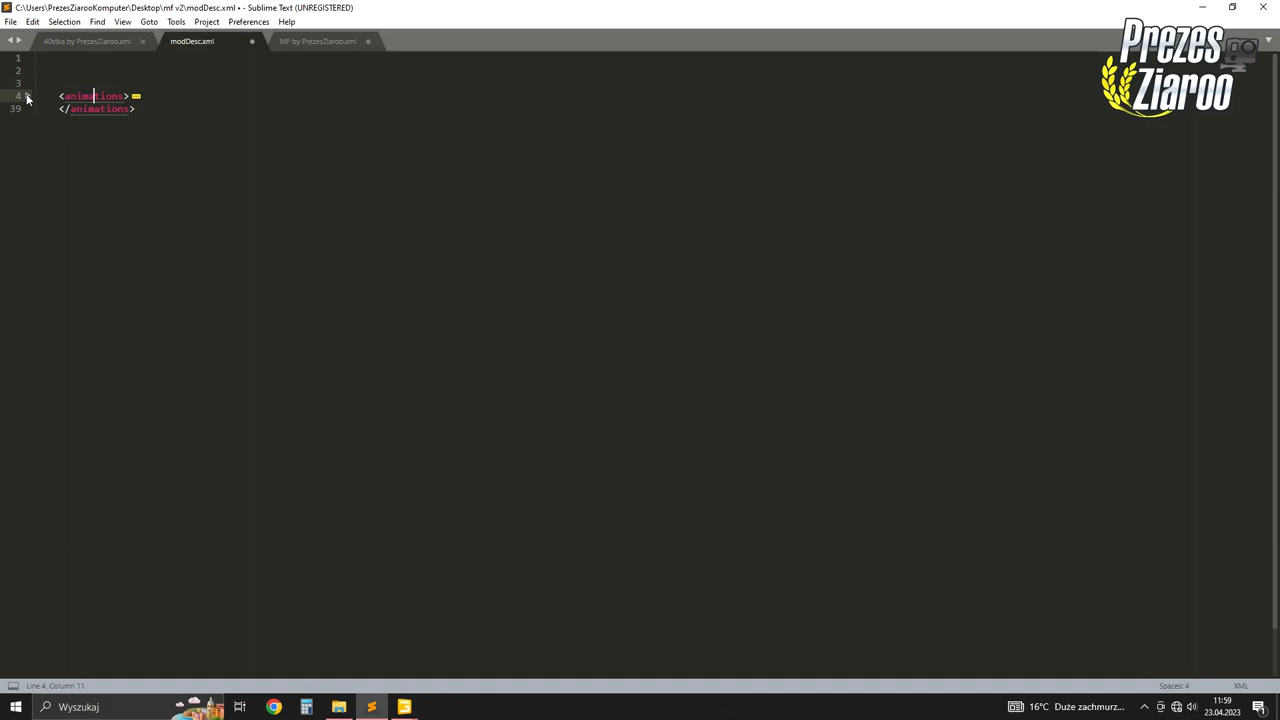 C:\Users\PrezesZiarooKomputer\Desktop\mf v2\modDesc.xml • - Sublime Text (UNREGISTERED)
File Edit Selection Find View Goto Tools Project Preferences Help
40stka by PrezesZiaroo.xml modDesc.xml MF by PrezesZiaroo.xml
Prezes
Ziaroo
1
2
3
4 <animations>
39 </animations>
Line 4, Column 11 Spaces: 4 XML
Wyszukaj 16°C Duże zachmurz... 11:59
23.04.2023